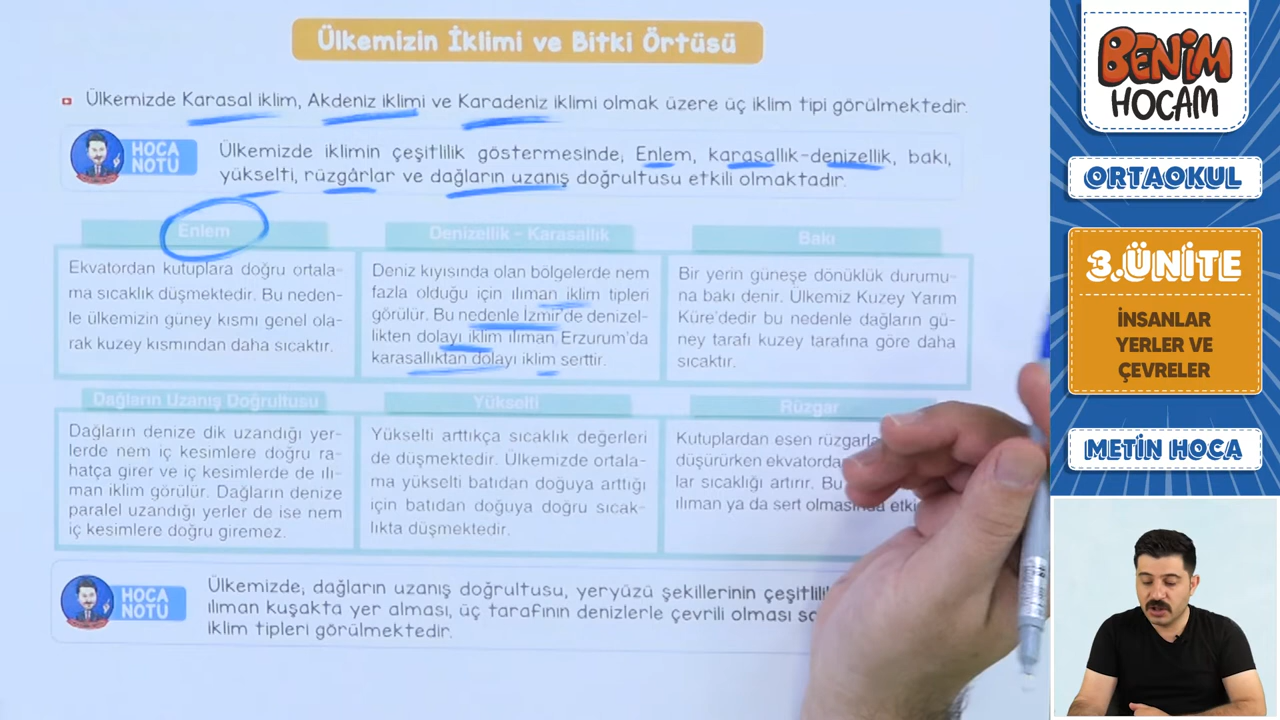 Ülkemizin İklimi ve Bitki Örtüsü
Ülkemizde Karasal iklim, Akdeniz iklimi ve Karadeniz iklimi olmak üzere üç iklim tipi görülmektedir.
HOCA
NOTU
Ülkemizde iklimin çeşitlilik göstermesinde, Enlem, karasallık-denizellik, bakı,
yükselti, rüzgârlar ve dağların uzanış doğrultusu etkili olmaktadır.
Enlem
Ekvatordan kutuplara doğru ortala-
ma sıcaklık düşmektedir. Bu neden-
le ülkemizin güney kısmı genel ola-
rak kuzey kısmından daha sıcaktır.
Denizellik – Karasallık
Deniz kıyısında olan bölgelerde nem
fazla olduğu için ılıman iklim tipleri
görülür. Bu nedenle İzmir'de denizel-
likten dolayı iklim ılıman Erzurum'da
karasallıktan dolayı iklim serttir.
Bakı
Bir yerin güneşe dönüklük durumu-
na bakı denir. Ülkemiz Kuzey Yarım
Küre'dedir bu nedenle dağların gü-
ney tarafı kuzey tarafına göre daha
sıcaktır.
Dağların Uzanış Doğrultusu
Dağların denize dik uzandığı yer-
lerde nem iç kesimlere doğru ra-
hatça girer ve iç kesimlerde de ılı-
man iklim görülür. Dağların denize
paralel uzandığı yerler de ise nem
iç kesimlere doğru giremez.
Yükselti
Yükselti arttıkça sıcaklık değerleri
de düşmektedir. Ülkemizde ortala-
ma yükselti batıdan doğuya arttığı
için batıdan doğuya doğru sıcak-
lıkta düşmektedir.
Rüzgar
Kutuplardan esen
düşürürken
lar sıcaklığı artırır. Bu
ılıman ya da sert olmasında
HOCA
NOTU
Ülkemizde, dağların uzanış doğrultusu, yeryüzü şekillerinin
ılıman kuşakta yer alması, üç tarafının denizlerle çevrili olması
iklim tipleri görülmektedir.
BENİM
HOCAM
ORTAOKUL
3.ÜNİTE
İNSANLAR
YERLER VE
ÇEVRELER
METİN HOCA